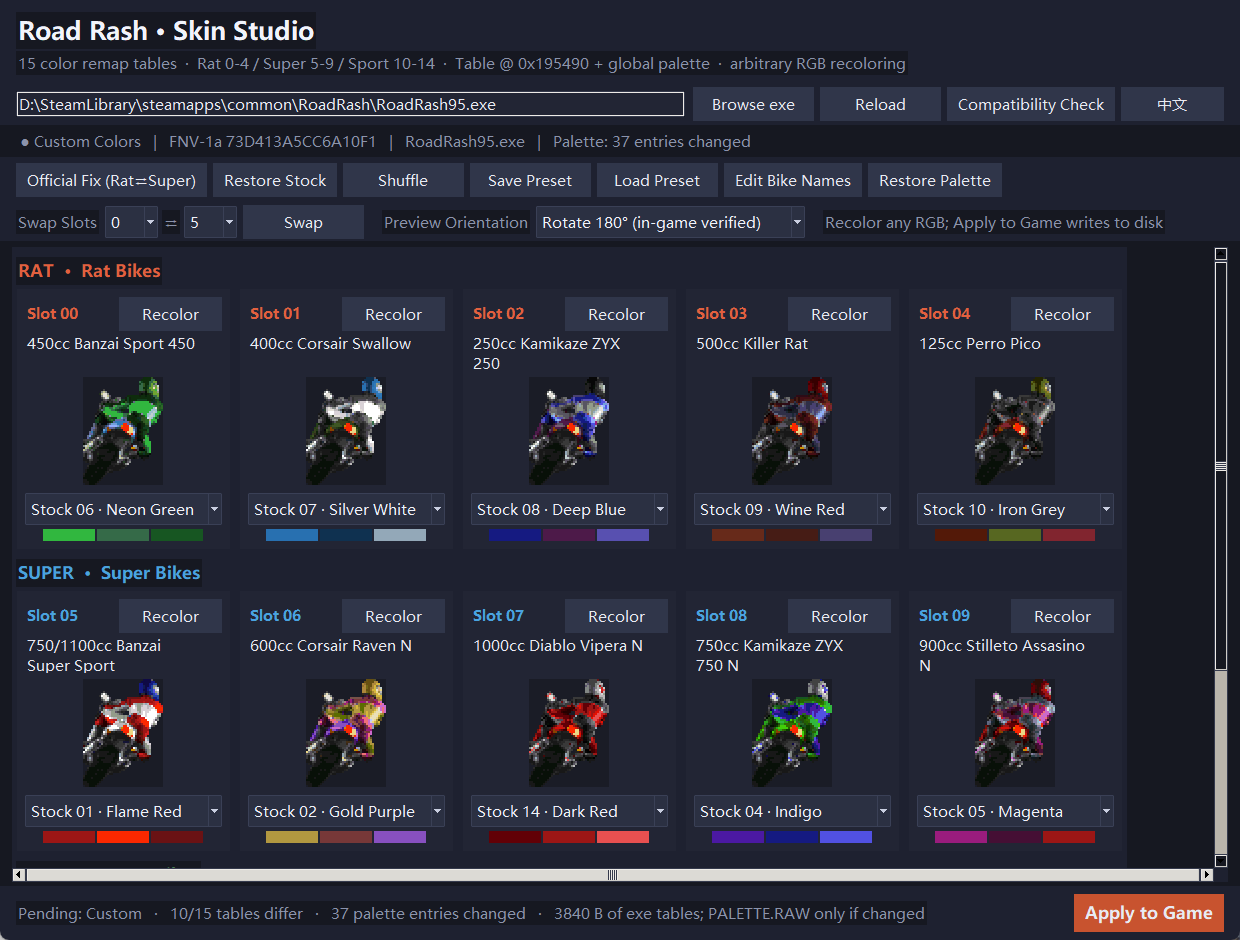 Road Rash • Skin Studio
15 color remap tables · Rat 0-4 / Super 5-9 / Sport 10-14 · Table @ 0x195490 + global palette · arbitrary RGB recoloring
D:\SteamLibrary\steamapps\common\RoadRash\RoadRash95.exe Browse exe Reload Compatibility Check 中文
● Custom Colors | FNV-1a 73D413A5CC6A10F1 | RoadRash95.exe | Palette: 37 entries changed
Official Fix (Rat⇌Super) Restore Stock Shuffle Save Preset Load Preset Edit Bike Names Restore Palette
Swap Slots 0 ⇌ 5 Swap Preview Orientation Rotate 180° (in-game verified) Recolor any RGB; Apply to Game writes to disk
RAT • Rat Bikes
Slot 00 Recolor Slot 01 Recolor Slot 02 Recolor Slot 03 Recolor Slot 04 Recolor
450cc Banzai Sport 450 400cc Corsair Swallow 250cc Kamikaze ZYX 500cc Killer Rat 125cc Perro Pico
250
Stock 06 · Neon Green Stock 07 · Silver White Stock 08 · Deep Blue Stock 09 · Wine Red Stock 10 · Iron Grey
SUPER • Super Bikes
Slot 05 Recolor Slot 06 Recolor Slot 07 Recolor Slot 08 Recolor Slot 09 Recolor
750/1100cc Banzai 600cc Corsair Raven N 1000cc Diablo Vipera N 750cc Kamikaze ZYX 900cc Stilleto Assasino
Super Sport 750 N N
Stock 01 · Flame Red Stock 02 · Gold Purple Stock 14 · Dark Red Stock 04 · Indigo Stock 05 · Magenta
Pending: Custom · 10/15 tables differ · 37 palette entries changed · 3840 B of exe tables; PALETTE.RAW only if changed Apply to Game